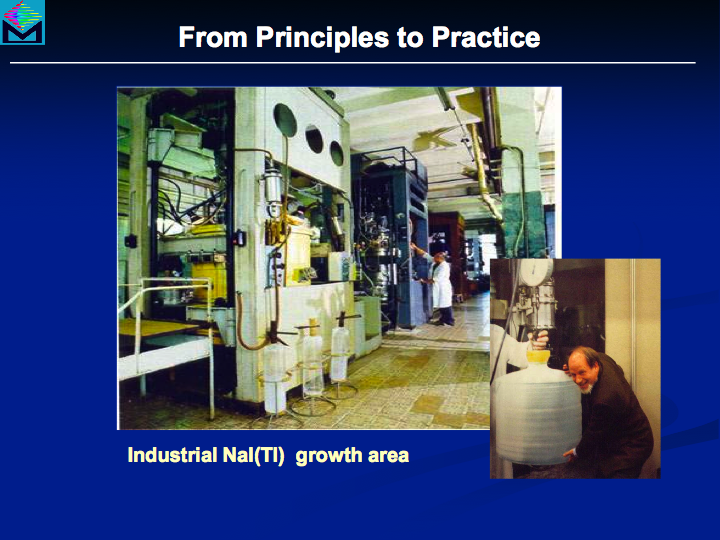 From Principles to Practice
Industrial NaI(Tl) growth area